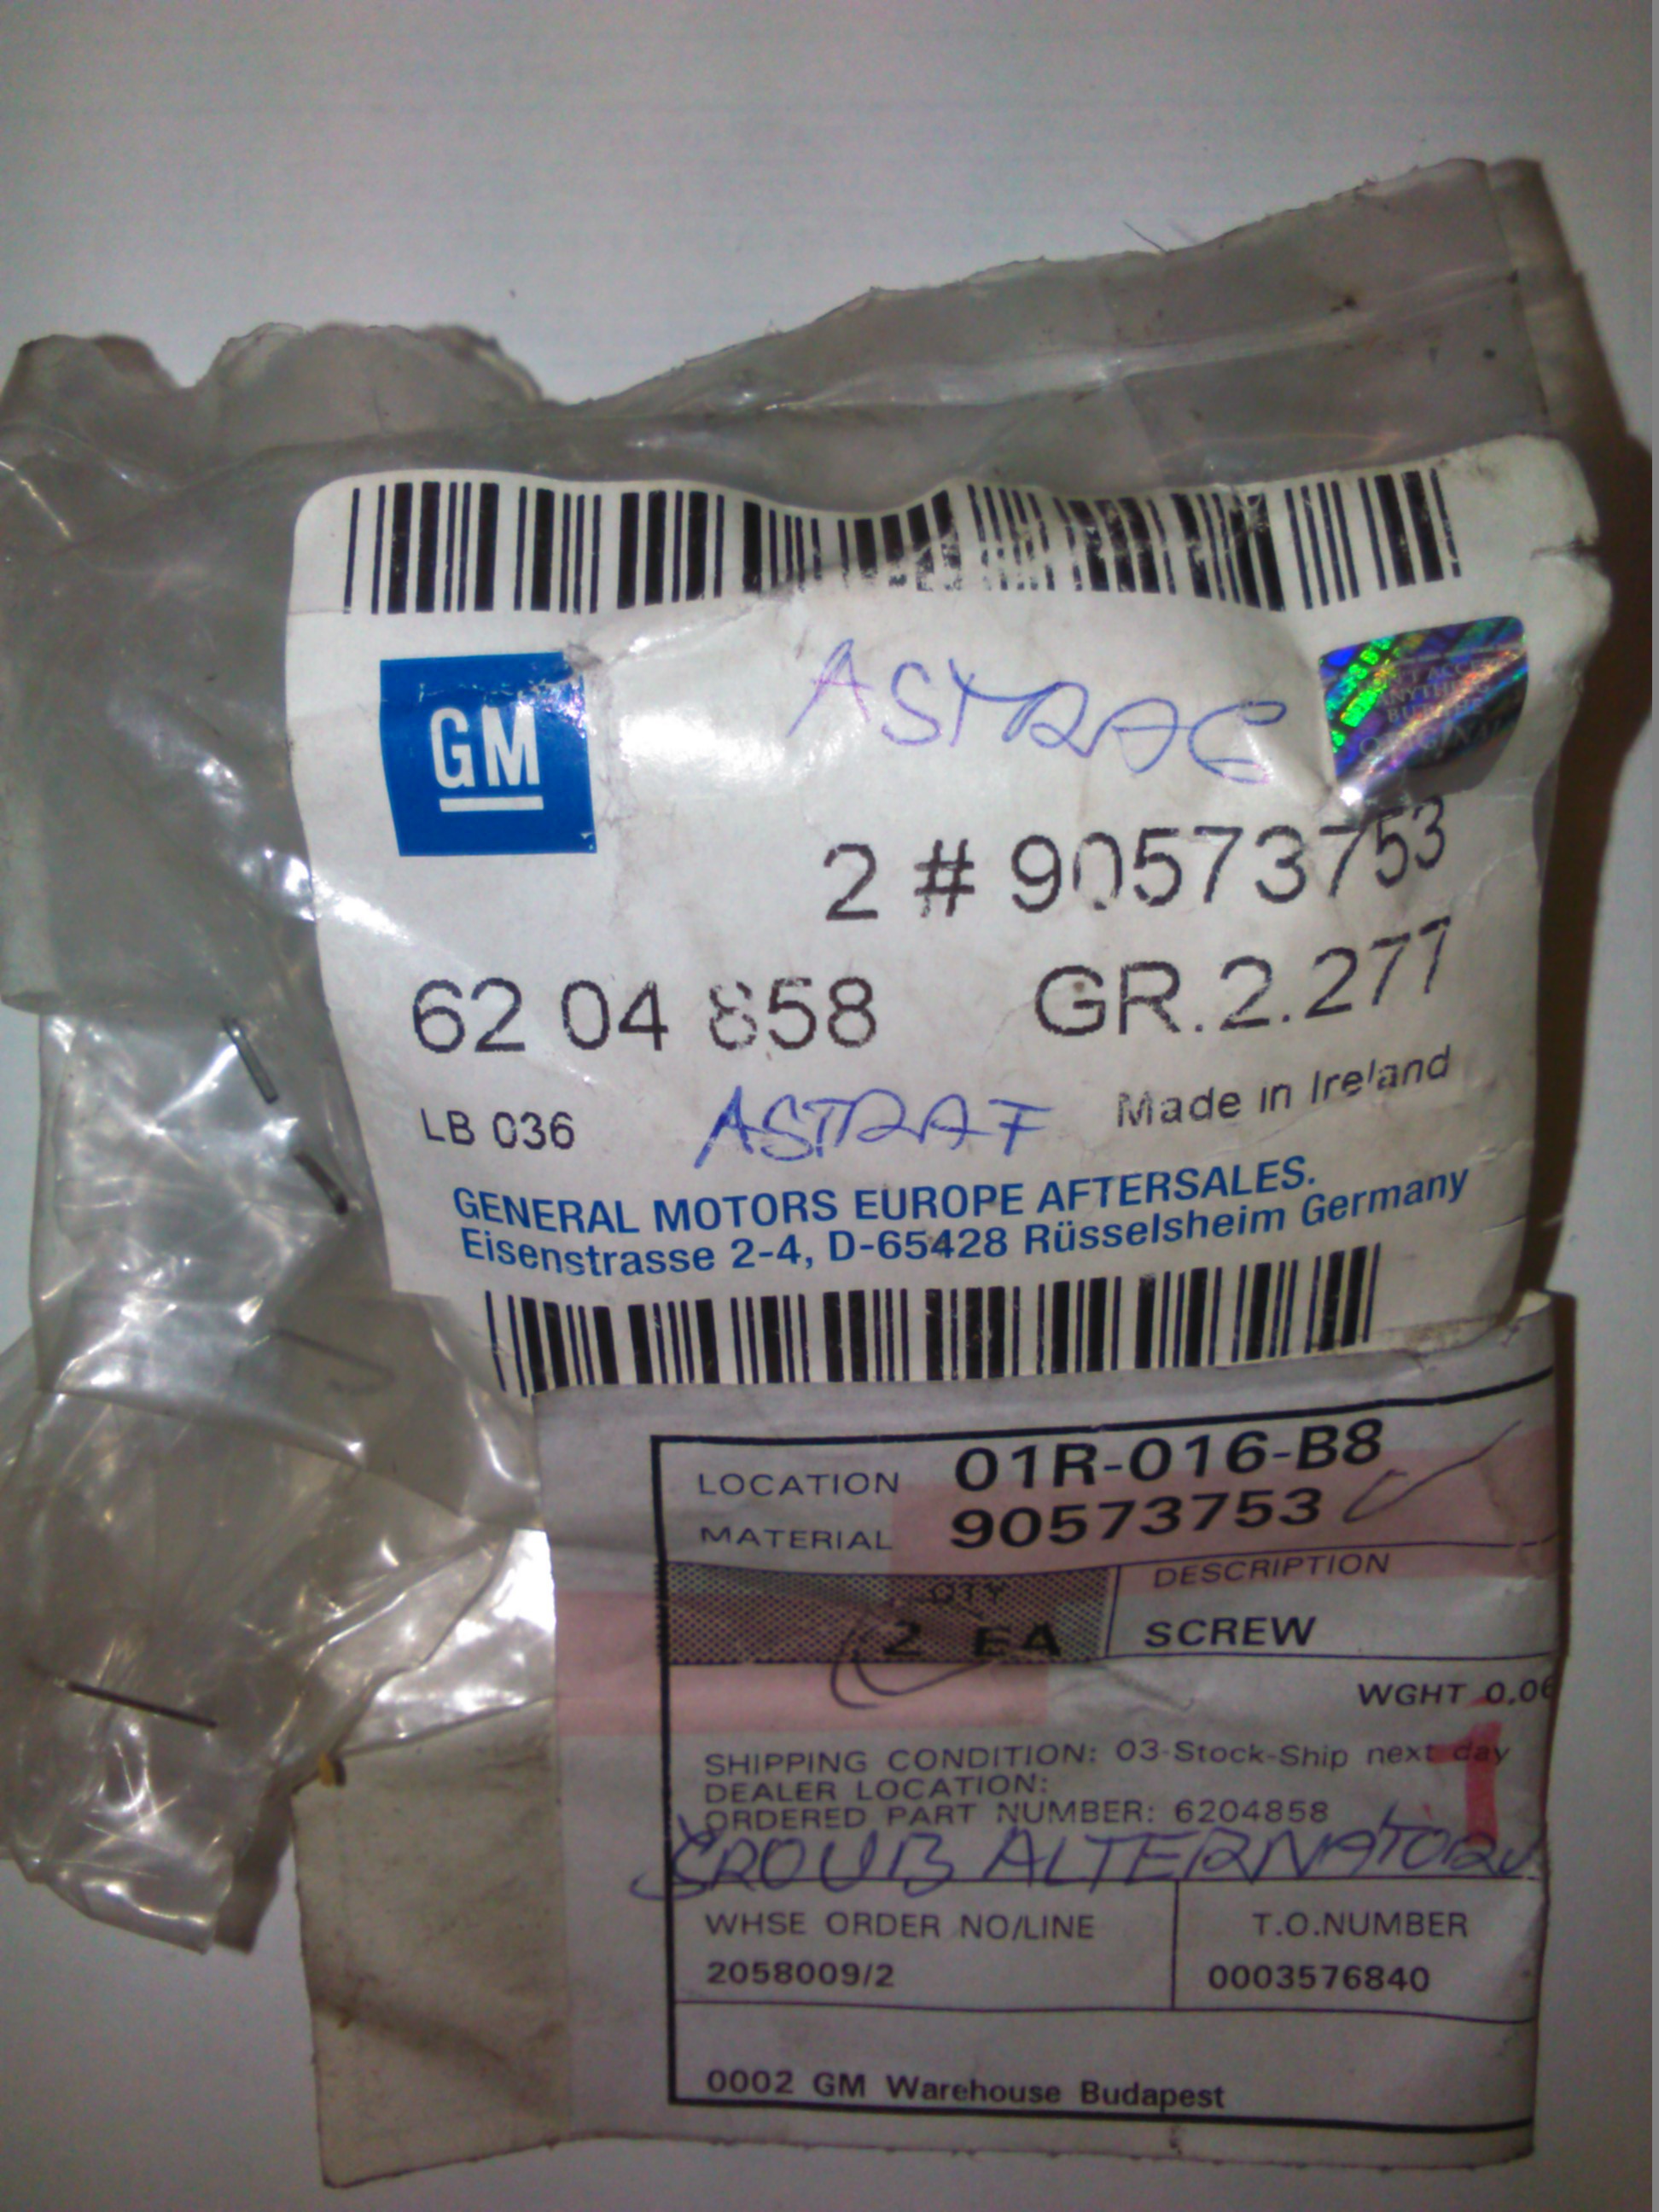 GM
ASTRA G
2 # 90573753
62 04 858 GR.2.277
LB 036 ASTRA F Made in Ireland
GENERAL MOTORS EUROPE AFTERSALES.
Eisenstrasse 2-4, D-65428 Rüsselsheim Germany
LOCATION 01R-016-B8
MATERIAL 90573753
QTY DESCRIPTION
2 EA SCREW
WGHT 0.06
1
SHIPPING CONDITION: 03-Stock-Ship next day
DEALER LOCATION:
ORDERED PART NUMBER: 6204858
ALTERNATOR
WHSE ORDER NO/LINE T.O.NUMBER
2058009/2 0003576840
0002 GM Warehouse Budapest